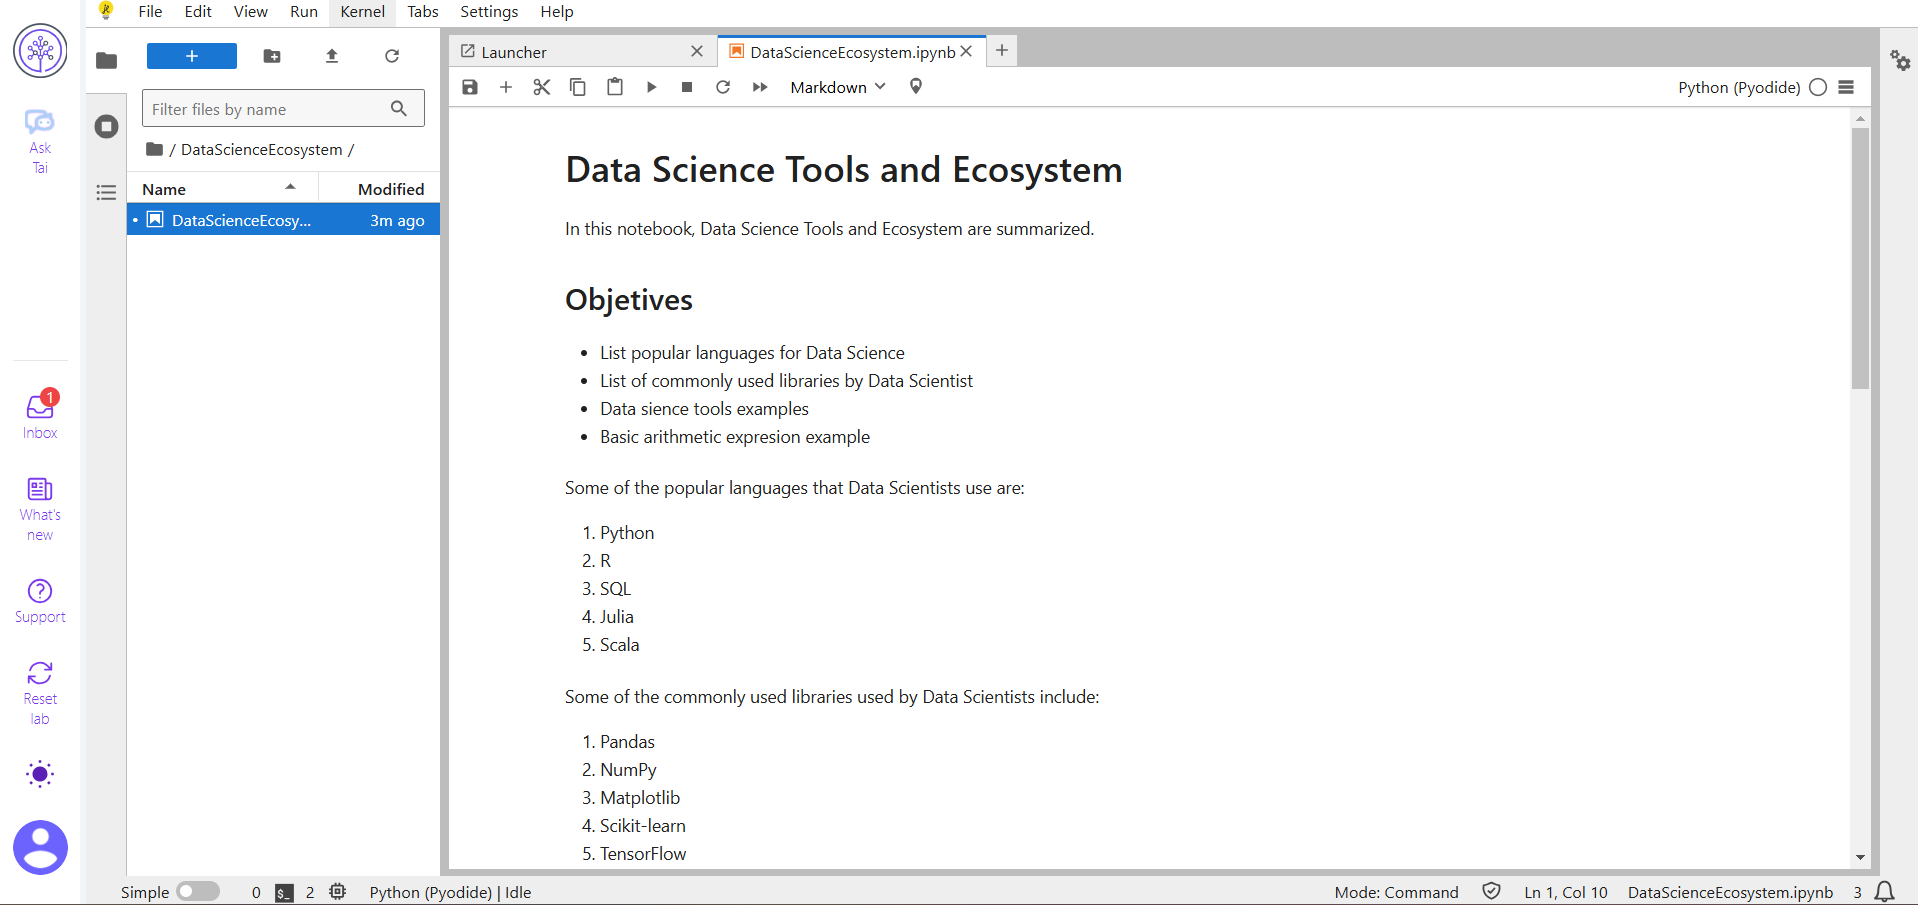 File Edit View Run Kernel Tabs Settings Help
Ask
Tai
Inbox
1
What's
new
Support
Reset
lab
+
Filter files by name
/ DataScienceEcosystem /
Name Modified
DataScienceEcosy... 3m ago
Launcher
DataScienceEcosystem.ipynb
Markdown
Python (Pyodide)
Data Science Tools and Ecosystem
In this notebook, Data Science Tools and Ecosystem are summarized.
Objetives
• List popular languages for Data Science
• List of commonly used libraries by Data Scientist
• Data sience tools examples
• Basic arithmetic expresion example
Some of the popular languages that Data Scientists use are:
1. Python
2. R
3. SQL
4. Julia
5. Scala
Some of the commonly used libraries used by Data Scientists include:
1. Pandas
2. NumPy
3. Matplotlib
4. Scikit-learn
5. TensorFlow
Simple 0 $_ 2 Python (Pyodide) | Idle Mode: Command Ln 1, Col 10 DataScienceEcosystem.ipynb 3